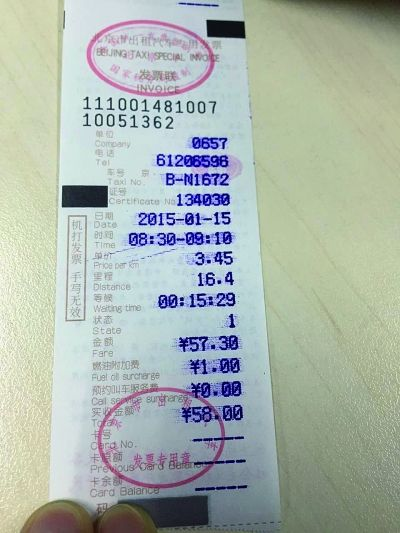 北京市出租汽车专用发票
BEIJING TAXI SPECIAL INVOICE
发票联
INVOICE
111001481007
10051362
单位
Company 0657
电话
Tel 61206596
车号 京
Taxi No. B-N1672
证号
Certificate No. 134030
日期
Date 2015-01-15
时间
Time 08:30-09:10
单价
Price per km 3.45
里程
Distance 16.4
等候
Waiting time 00:15:29
状态
State 1
金额
Fare ¥57.30
燃油附加费
Fuel oil surcharge ¥1.00
预约叫车服务费
Call service surcharge ¥0.00
实收金额
Total ¥58.00
卡号
Card No. -----
卡原额
Previous Card Balance -----
卡余额
Card Balance -----
码
机打发票 手写无效
发票专用章